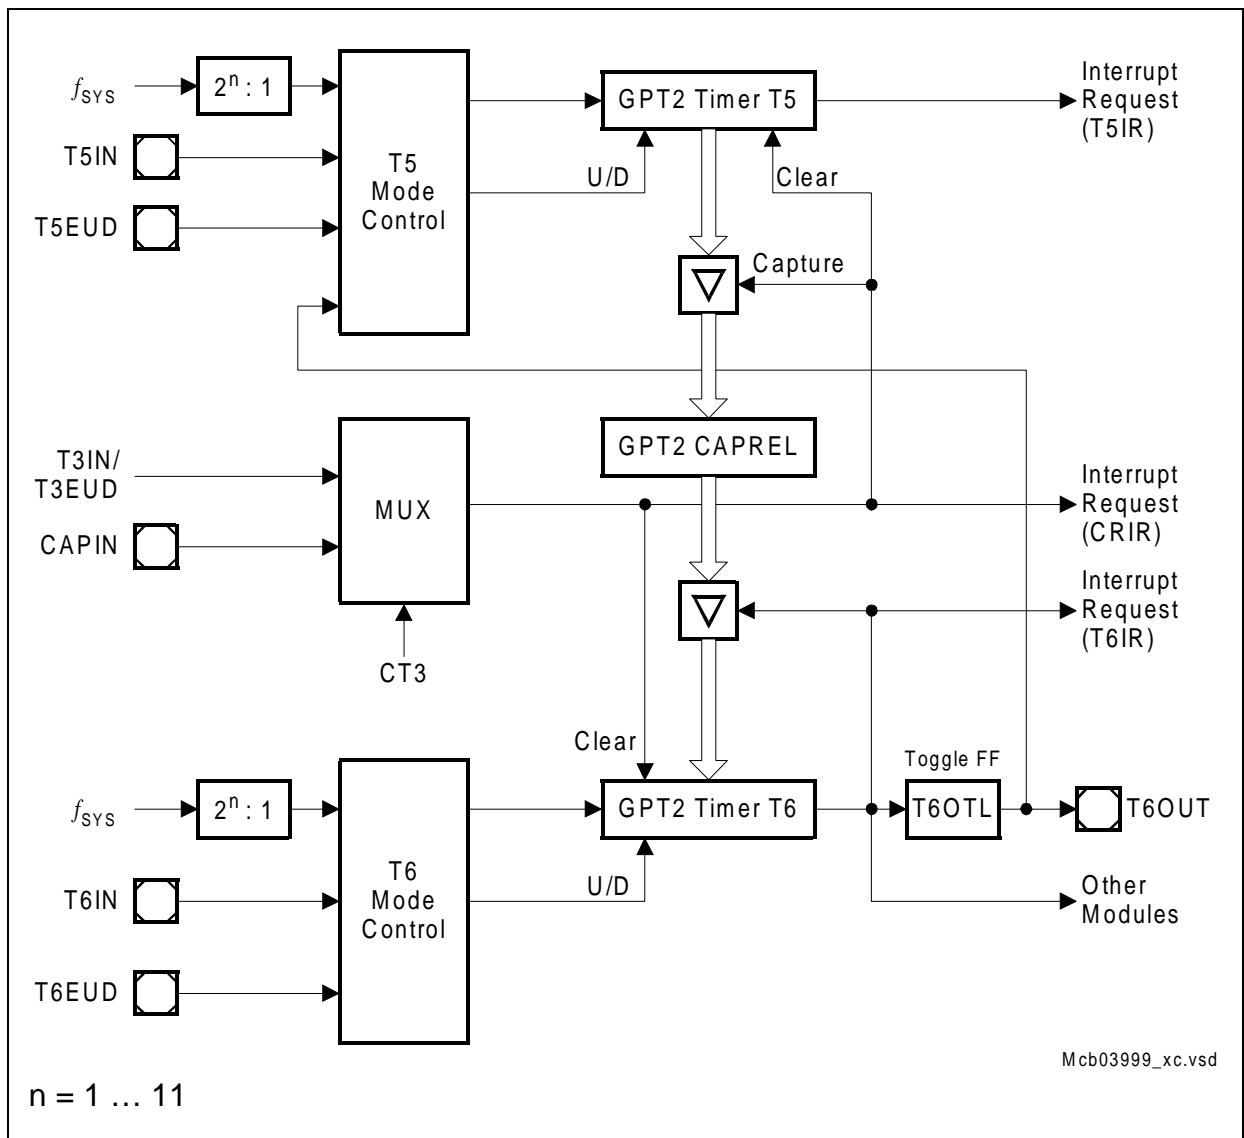 f SYS
2^n : 1
T5IN
T5EUD
T5
Mode
Control
GPT2 Timer T5
U/D
Clear
Interrupt
Request
(T5IR)
Capture
T3IN/
T3EUD
CAPIN
MUX
CT3
GPT2 CAPREL
Interrupt
Request
(CRIR)
Interrupt
Request
(T6IR)
Clear
f SYS
2^n : 1
T6IN
T6EUD
T6
Mode
Control
GPT2 Timer T6
U/D
Toggle FF
T6OTL
T6OUT
Other
Modules
Mcb03999_xc.vsd
n = 1 ... 11